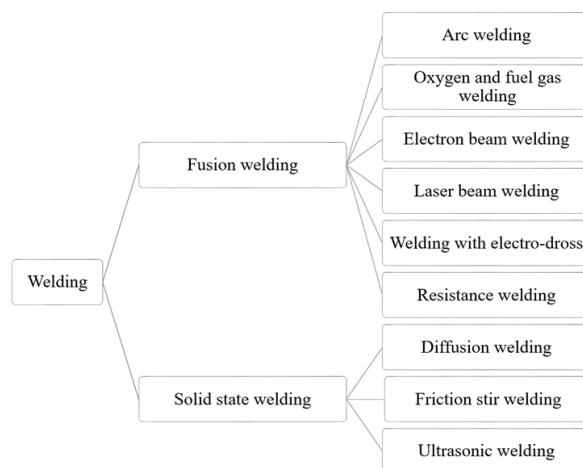 Arc welding
Oxygen and fuel gas
welding
Electron beam welding
Fusion welding
Laser beam welding
Welding with electro-dross
Welding
Resistance welding
Diffusion welding
Solid state welding
Friction stir welding
Ultrasonic welding